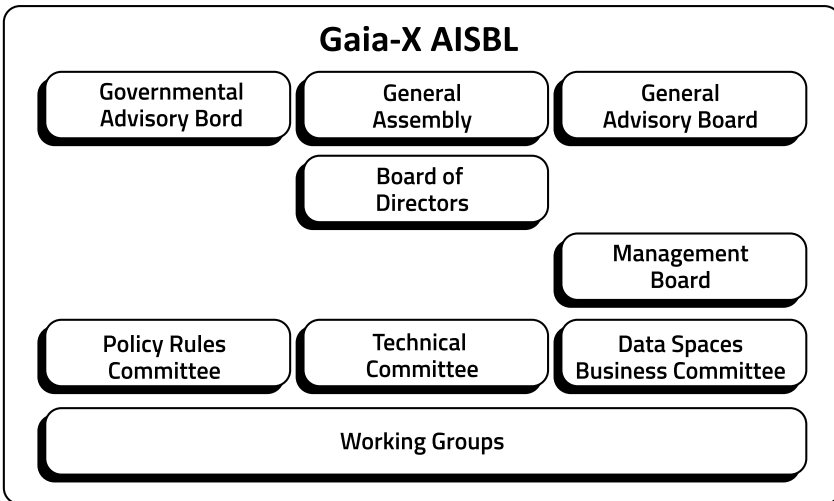 Gaia-X AISBL
Governmental
Advisory Bord
General
Assembly
General
Advisory Board
Board of
Directors
Management
Board
Policy Rules
Committee
Technical
Committee
Data Spaces
Business Committee
Working Groups